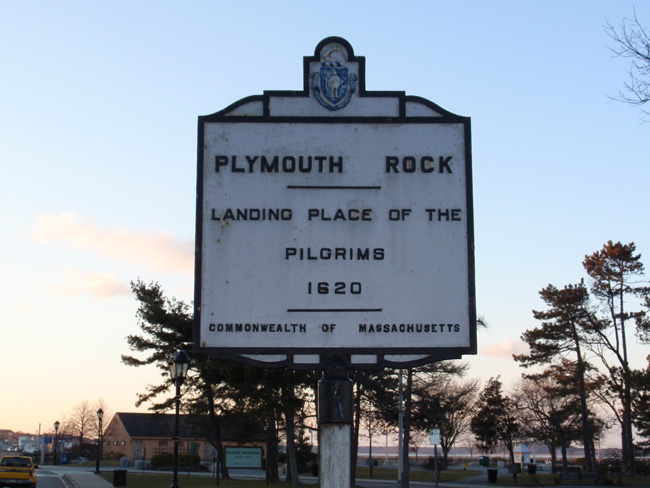 PLYMOUTH ROCK
LANDING PLACE OF THE
PILGRIMS
1620
COMMONWEALTH OF MASSACHUSETTS